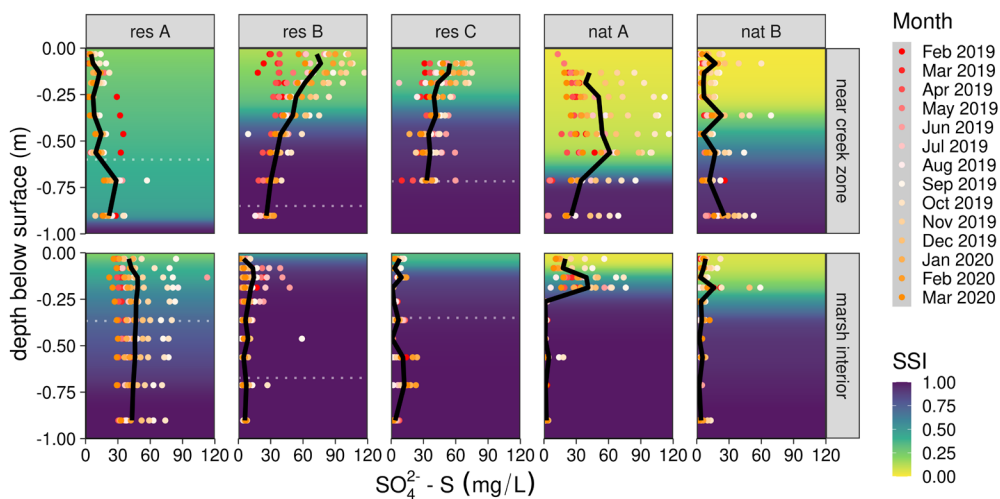 res A res B res C nat A nat B
0.00
-0.25
-0.50
-0.75
-1.00
near creek zone
0.00
-0.25
-0.50
-0.75
-1.00
marsh interior
depth below surface (m)
0 30 60 90 120 0 30 60 90 120 0 30 60 90 120 0 30 60 90 120 0 30 60 90 120
SO₄²⁻ - S (mg/L)
Month
Feb 2019
Mar 2019
Apr 2019
May 2019
Jun 2019
Jul 2019
Aug 2019
Sep 2019
Oct 2019
Nov 2019
Dec 2019
Jan 2020
Feb 2020
Mar 2020
SSI
1.00
0.75
0.50
0.25
0.00